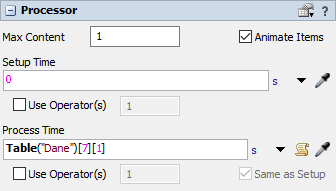 Processor ?
Max Content 1 Animate Items
Setup Time
0 s
Use Operator(s) 1
Process Time
Table("Dane")[7][1] s
Use Operator(s) 1 Same as Setup